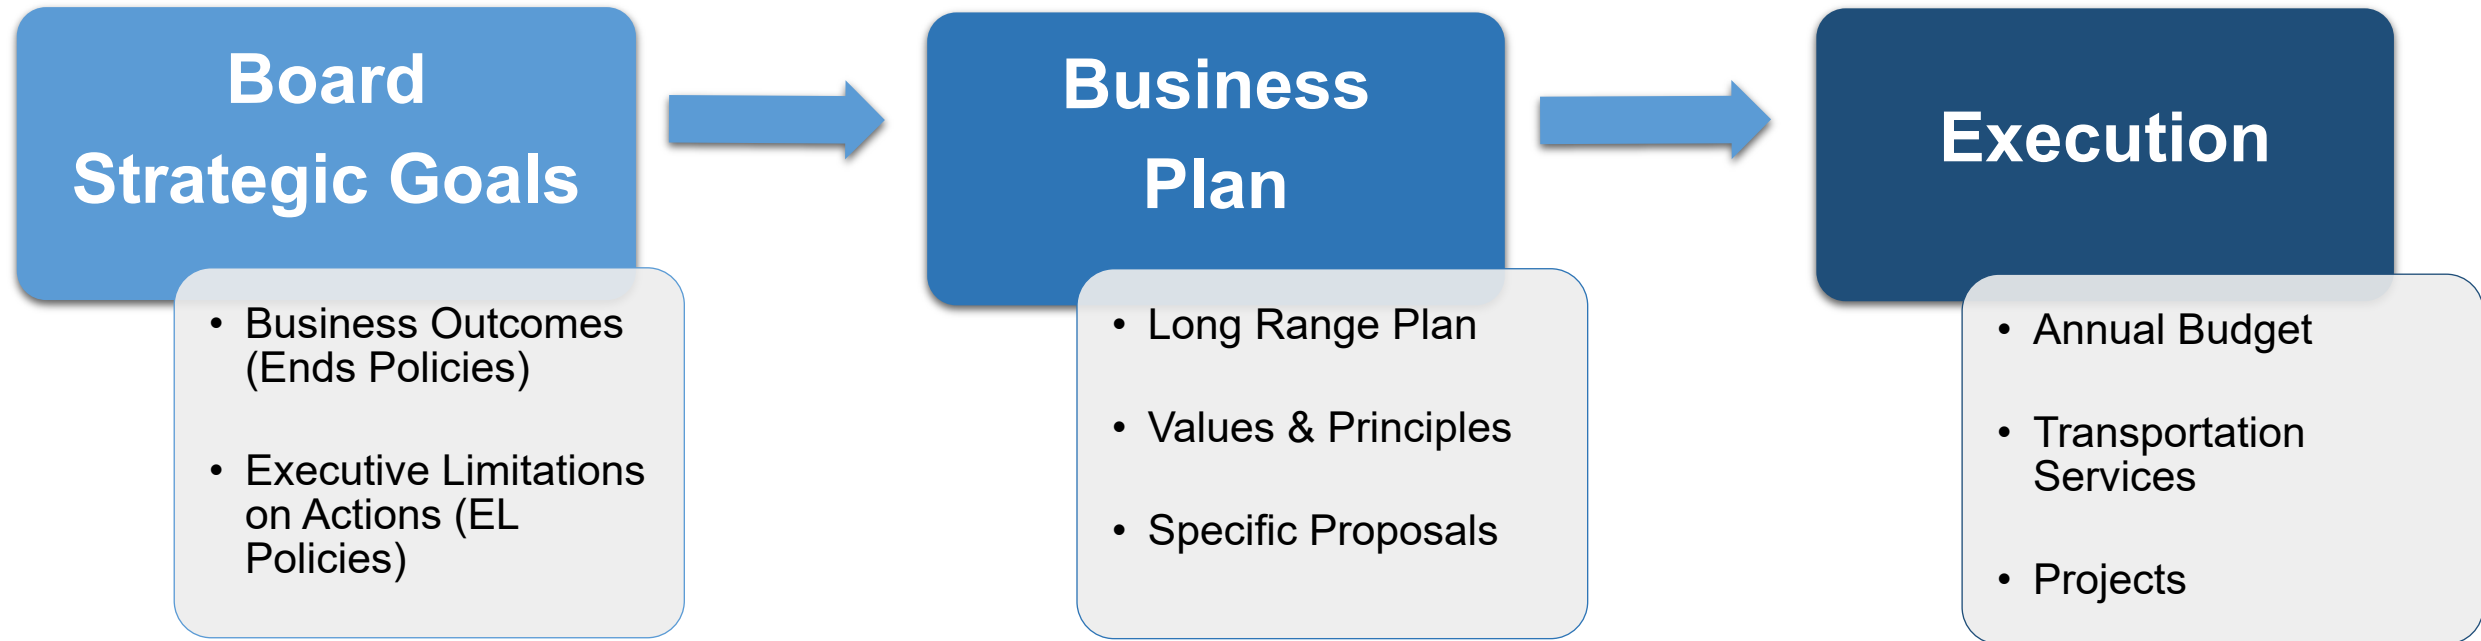 Board
Strategic Goals
• Business Outcomes
(Ends Policies)
• Executive Limitations
on Actions (EL
Policies)
Business
Plan
• Long Range Plan
• Values & Principles
• Specific Proposals
Execution
• Annual Budget
• Transportation
Services
• Projects